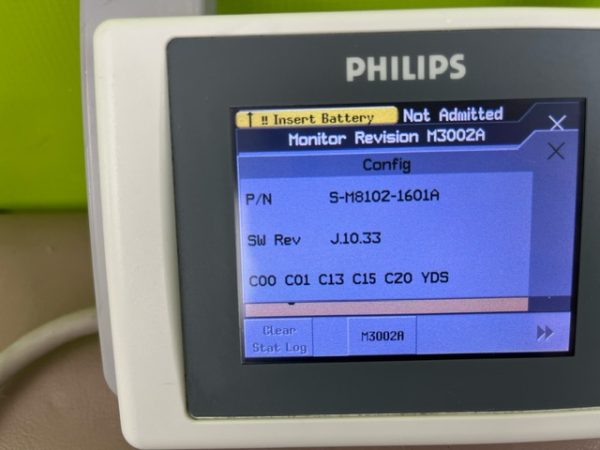 PHILIPS
↑ !! Insert Battery Not Admitted
Monitor Revision M3002A
Config
P/N S-M8102-1601A
SW Rev J.10.33
C00 C01 C13 C15 C20 YDS
Clear
Stat Log
M3002A